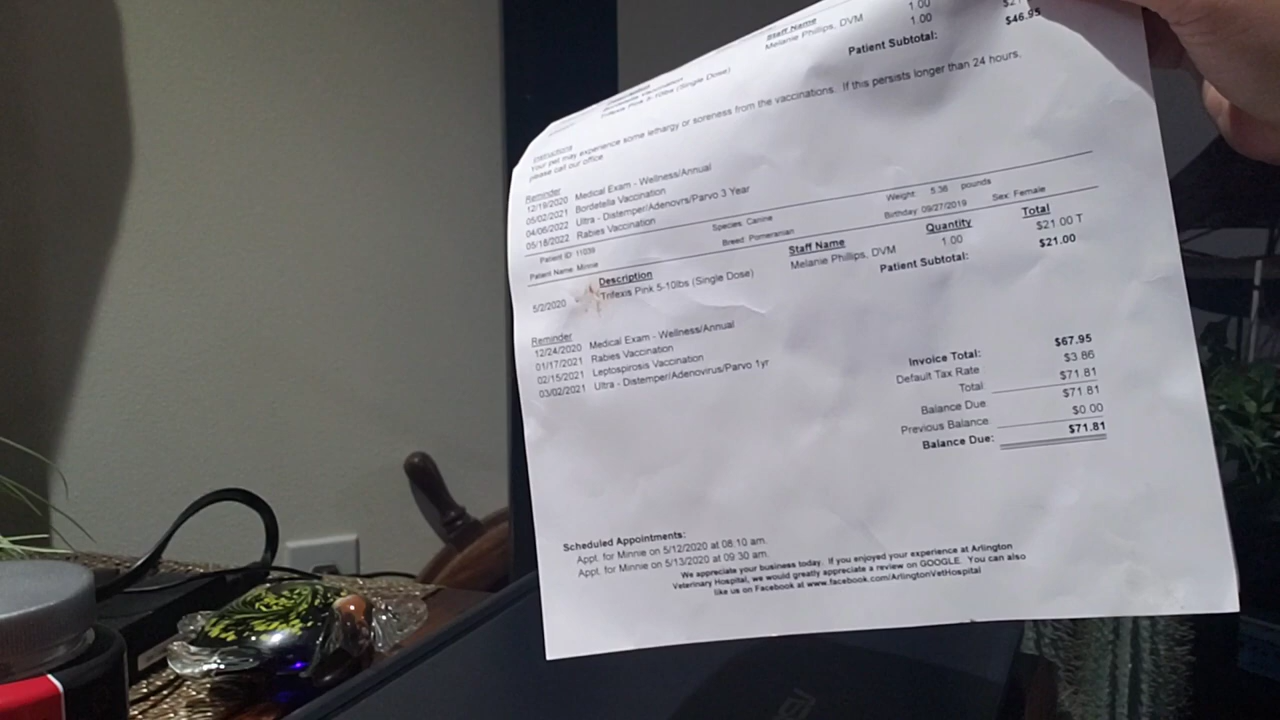 Staff Name 1.00 $21
Melanie Phillips, DVM 1.00 $46.95
Patient Subtotal:
Description
Bordetella Vaccination
Trifexis Pink 5-10lbs (Single Dose)
Your pet may experience some lethargy or soreness from the vaccinations. If this persists longer than 24 hours,
please call our office
Reminder
12/19/2020 Medical Exam - Wellness/Annual
05/02/2021 Bordetella Vaccination
04/06/2022 Ultra - Distemper/Adenovrs/Parvo 3 Year
05/18/2022 Rabies Vaccination
Patient ID: 11039 Species: Canine Weight: 5.36 pounds
Patient Name: Minnie Breed: Pomeranian Birthday: 09/27/2019 Sex: Female
Description Staff Name Quantity Total
5/2/2020 Trifexis Pink 5-10lbs (Single Dose) Melanie Phillips, DVM 1.00 $21.00 T
Patient Subtotal: $21.00
Reminder
12/24/2020 Medical Exam - Wellness/Annual
01/17/2021 Rabies Vaccination
02/15/2021 Leptospirosis Vaccination
03/02/2021 Ultra - Distemper/Adenovirus/Parvo 1yr
Invoice Total: $67.95
Default Tax Rate $3.86
Total: $71.81
Balance Due: $71.81
Previous Balance: $0.00
Balance Due: $71.81
Scheduled Appointments:
Appt. for Minnie on 5/12/2020 at 08:10 am.
Appt. for Minnie on 5/13/2020 at 09:30 am.
We appreciate your business today. If you enjoyed your experience at Arlington
Veterinary Hospital, we would greatly appreciate a review on GOOGLE. You can also
like us on Facebook at www.facebook.com/ArlingtonVetHospital